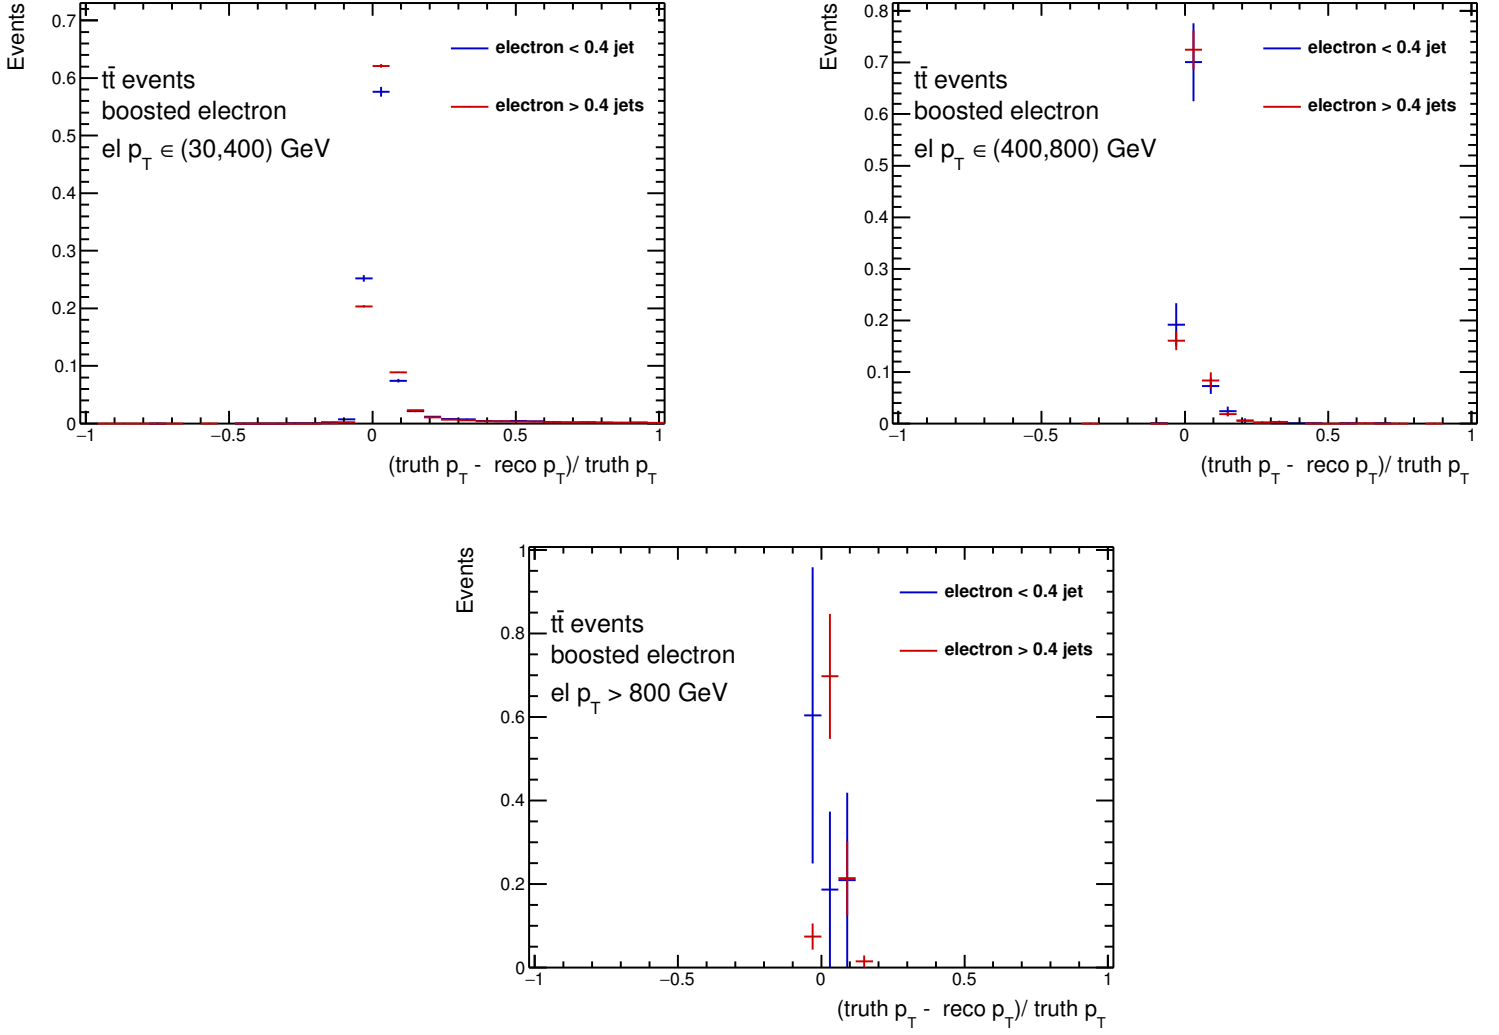 Events
0.7
0.6
0.5
0.4
0.3
0.2
0.1
0
−1
−0.5
0
0.5
1
tt̄ events
boosted electron
el p_T ∈ (30,400) GeV
electron < 0.4 jet
electron > 0.4 jets
(truth p_T - reco p_T)/ truth p_T
Events
0.8
0.7
0.6
0.5
0.4
0.3
0.2
0.1
0
−1
−0.5
0
0.5
1
tt̄ events
boosted electron
el p_T ∈ (400,800) GeV
electron < 0.4 jet
electron > 0.4 jets
(truth p_T - reco p_T)/ truth p_T
Events
1
0.8
0.6
0.4
0.2
0
−1
−0.5
0
0.5
1
tt̄ events
boosted electron
el p_T > 800 GeV
electron < 0.4 jet
electron > 0.4 jets
(truth p_T - reco p_T)/ truth p_T